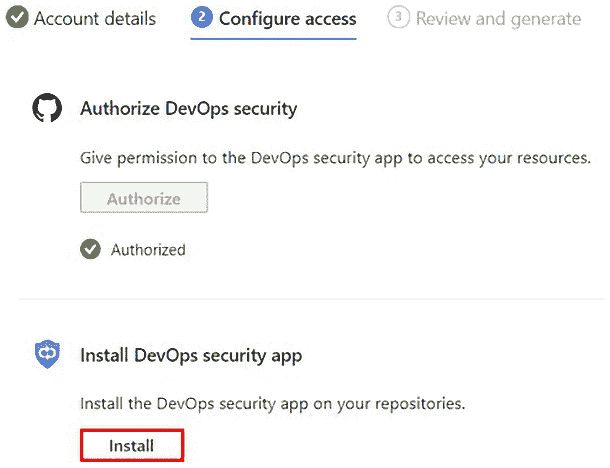 Account details 2 Configure access 3 Review and generate
Authorize DevOps security
Give permission to the DevOps security app to access your resources.
Authorize
Authorized
Install DevOps security app
Install the DevOps security app on your repositories.
Install